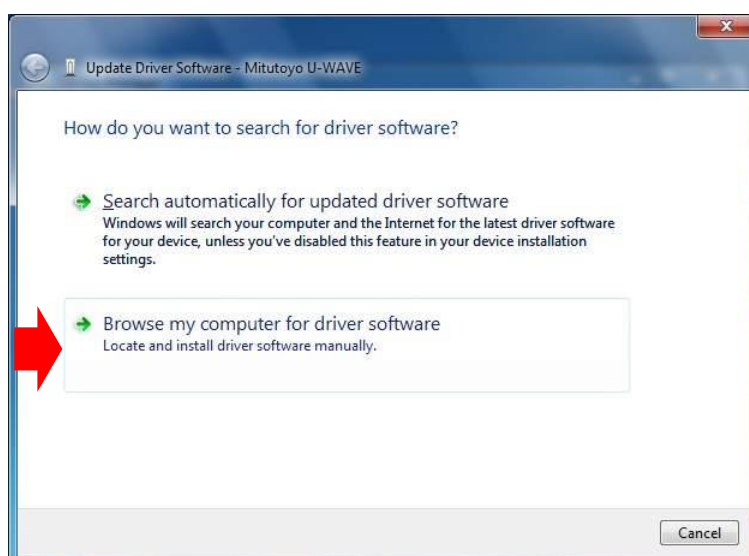 Update Driver Software - Mitutoyo U-WAVE
How do you want to search for driver software?
Search automatically for updated driver software
Windows will search your computer and the Internet for the latest driver software
for your device, unless you've disabled this feature in your device installation
settings.
Browse my computer for driver software
Locate and install driver software manually.
Cancel